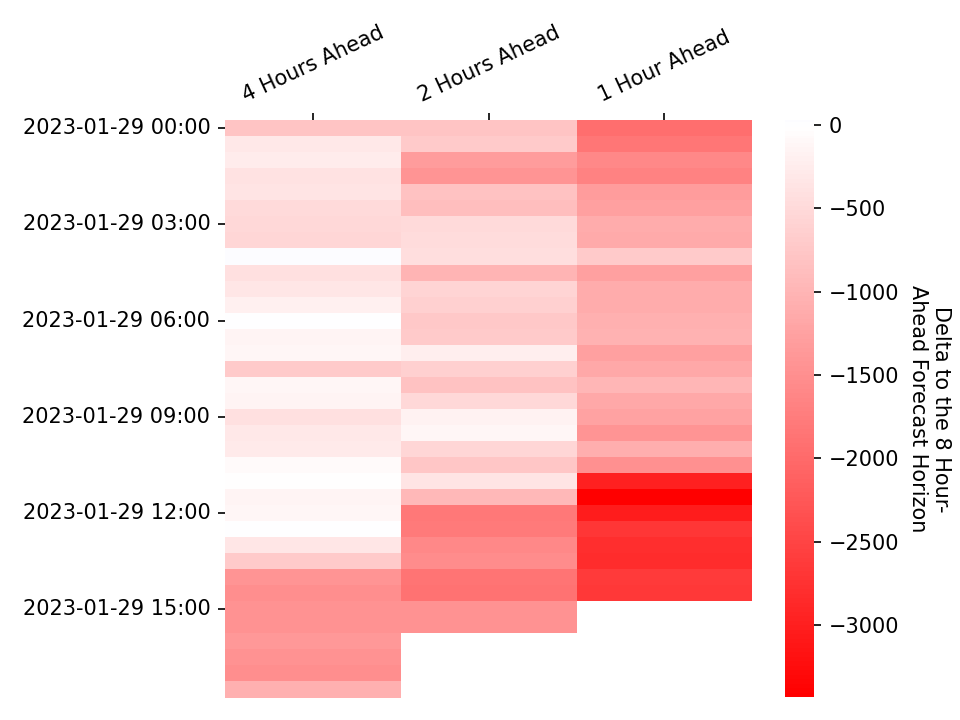 4 Hours Ahead
2 Hours Ahead
1 Hour Ahead
2023-01-29 00:00
2023-01-29 03:00
2023-01-29 06:00
2023-01-29 09:00
2023-01-29 12:00
2023-01-29 15:00
0
−500
−1000
−1500
−2000
−2500
−3000
Delta to the 8 Hour-
Ahead Forecast Horizon